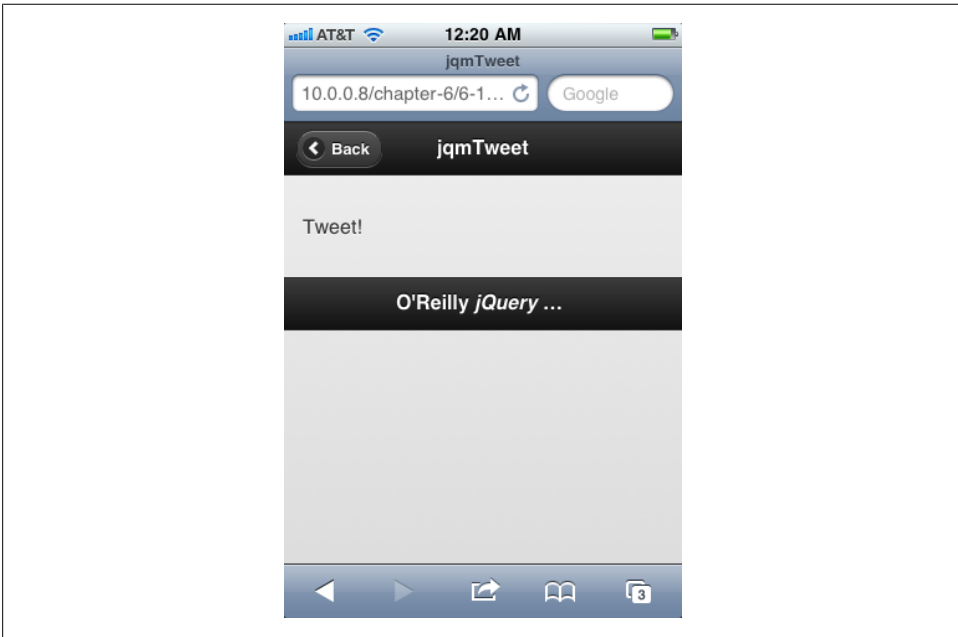 AT&T 12:20 AM
jqmTweet
10.0.0.8/chapter-6/6-1... Google
Back jqmTweet
Tweet!
O'Reilly jQuery ...
3